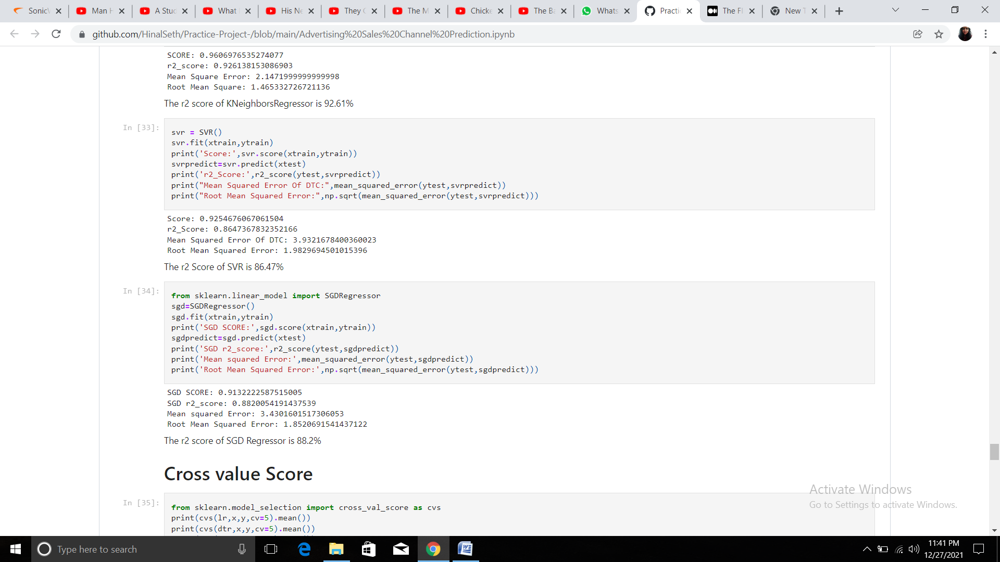 Sonic
Man H
A Stud
What
His Ne
They
The M
Chicke
The Ba
Whats
Practi
The F
New T
github.com/HinalSeth/Practice-Project-/blob/main/Advertising%20Sales%20Channel%20Prediction.ipynb
SCORE: 0.9606976535274077
r2_score: 0.926138153086903
Mean Square Error: 2.1471999999999998
Root Mean Square: 1.465332726721136
The r2 score of KNeighborsRegressor is 92.61%
In [33]:
svr = SVR()
svr.fit(xtrain,ytrain)
print('Score:',svr.score(xtrain,ytrain))
svrpredict=svr.predict(xtest)
print('r2_Score:',r2_score(ytest,svrpredict))
print("Mean Squared Error Of DTC:",mean_squared_error(ytest,svrpredict))
print("Root Mean Squared Error:",np.sqrt(mean_squared_error(ytest,svrpredict)))
Score: 0.9254676067061504
r2_Score: 0.8647367832352166
Mean Squared Error Of DTC: 3.9321678400360023
Root Mean Squared Error: 1.9829694501015396
The r2 Score of SVR is 86.47%
In [34]:
from sklearn.linear_model import SGDRegressor
sgd=SGDRegressor()
sgd.fit(xtrain,ytrain)
print('SGD SCORE:',sgd.score(xtrain,ytrain))
sgdpredict=sgd.predict(xtest)
print('SGD r2_score:',r2_score(ytest,sgdpredict))
print('Mean squared Error:',mean_squared_error(ytest,sgdpredict))
print('Root Mean Squared Error:',np.sqrt(mean_squared_error(ytest,sgdpredict)))
SGD SCORE: 0.9132222587515005
SGD r2_score: 0.8820054191437539
Mean squared Error: 3.4301601517306053
Root Mean Squared Error: 1.8520691541437122
The r2 score of SGD Regressor is 88.2%
Cross value Score
In [35]:
from sklearn.model_selection import cross_val_score as cvs
print(cvs(lr,x,y,cv=5).mean())
print(cvs(dtr,x,y,cv=5).mean())
Activate Windows
Go to Settings to activate Windows.
Type here to search
11:41 PM
12/27/2021